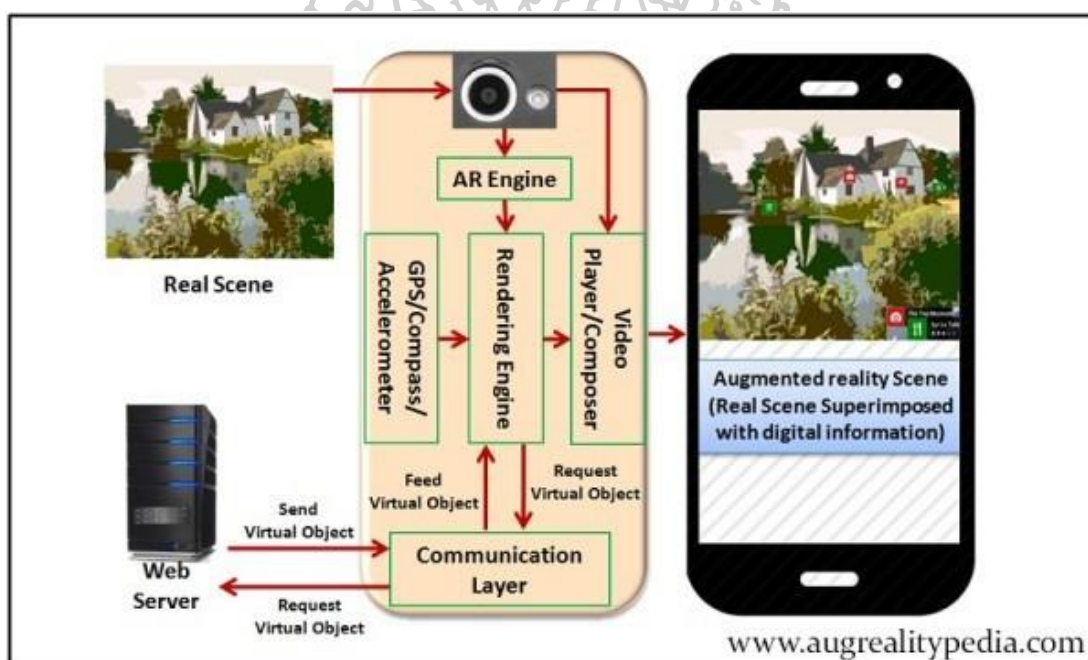 Real Scene
AR Engine
GPS/Compass/
Accelerometer
Rendering Engine
Video
Player/Composer
Feed
Virtual Object
Request
Virtual Object
Send
Virtual Object
Communication
Layer
Web
Server
Request
Virtual Object
Augmented reality Scene
(Real Scene Superimposed
with digital information)
www.augrealitypedia.com